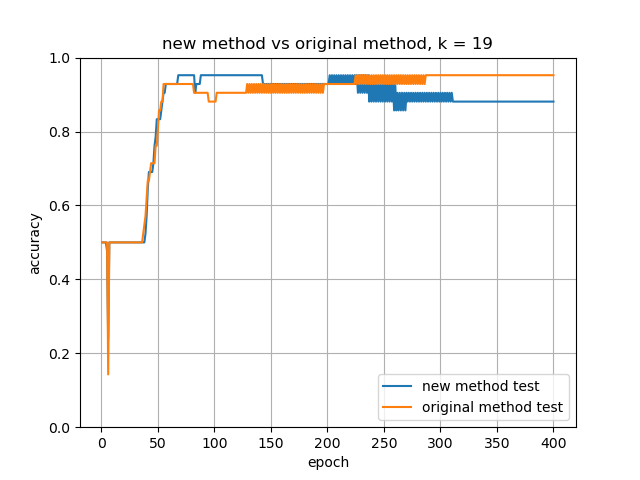 new method vs original method, k = 19
1.0
0.8
0.6
0.4
0.2
0.0
accuracy
0 50 100 150 200 250 300 350 400
epoch
new method test
original method test